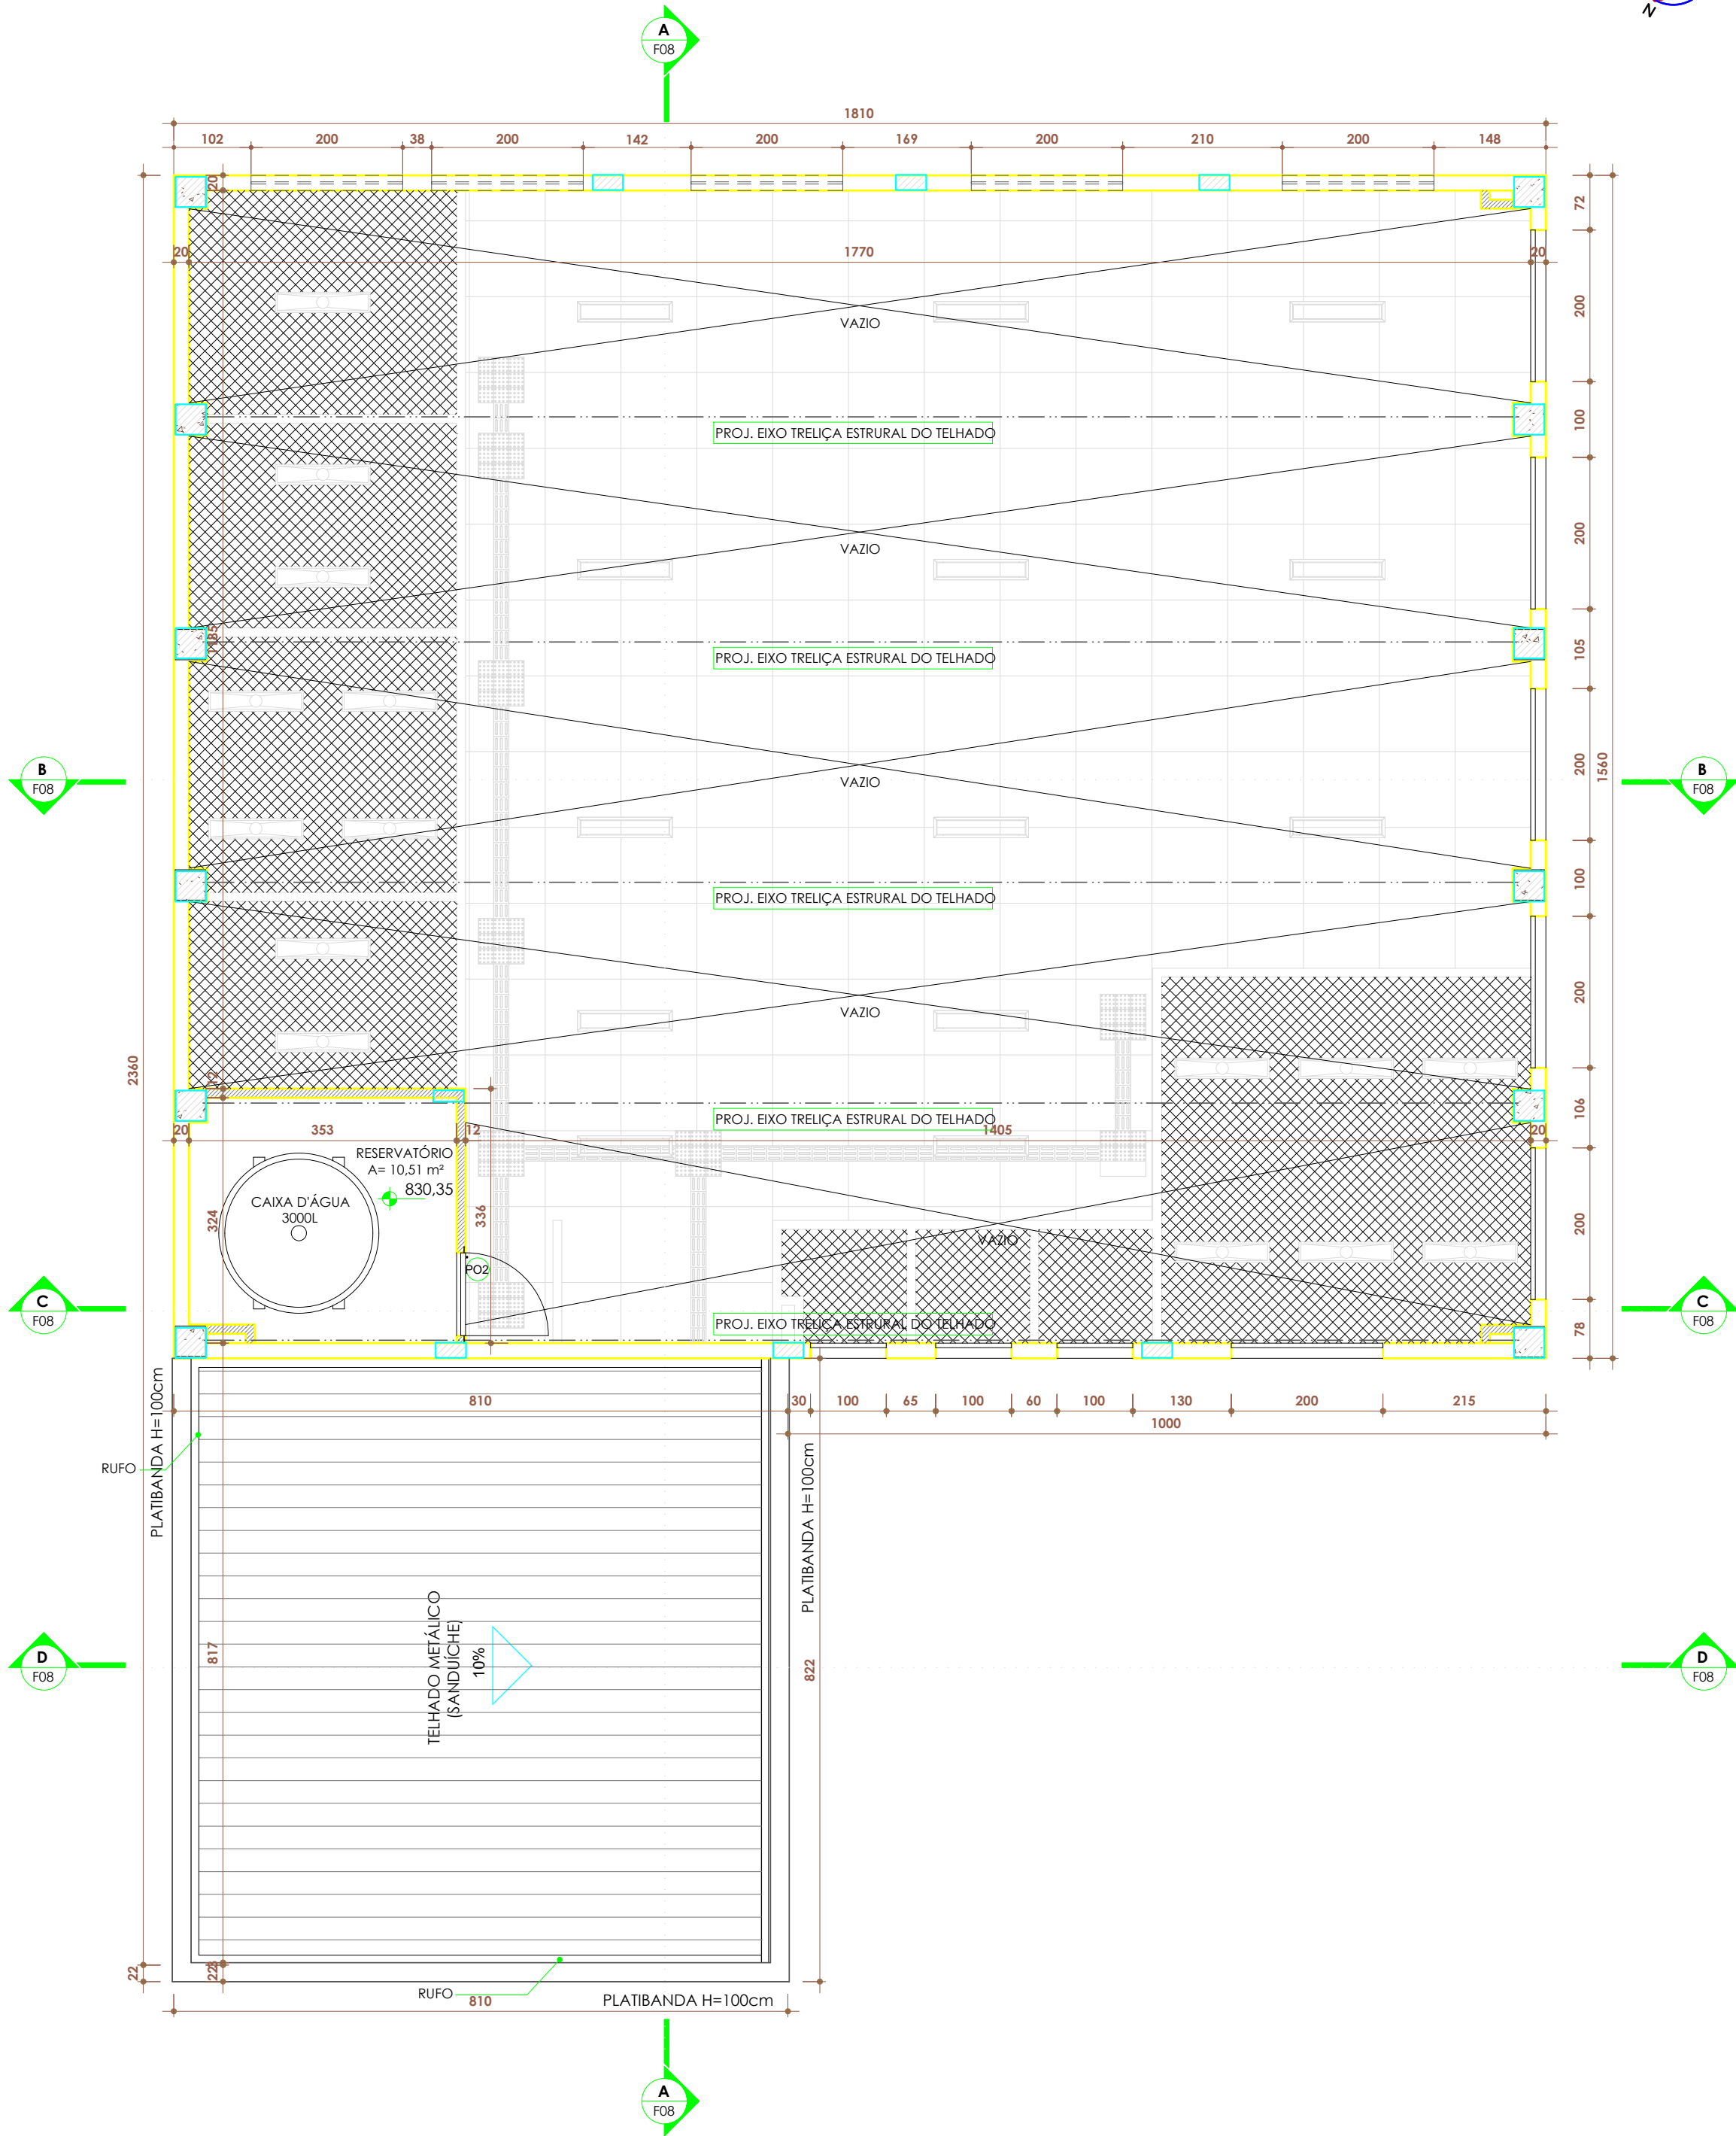 N
A
F08
1810
102
200
38
200
142
200
169
200
210
200
148
20
72
20
1770
20
200
VAZIO
100
PROJ. EIXO TRELIÇA ESTRURAL DO TELHADO
200
VAZIO
1185
105
PROJ. EIXO TRELIÇA ESTRURAL DO TELHADO
B
F08
200
1560
VAZIO
B
F08
100
PROJ. EIXO TRELIÇA ESTRURAL DO TELHADO
200
VAZIO
2360
12
106
PROJ. EIXO TRELIÇA ESTRURAL DO TELHADO
20
353
12
1405
20
RESERVATÓRIO
A= 10,51 m²
830,35
CAIXA D'ÁGUA
3000L
324
336
200
VAZIO
PO2
C
F08
C
F08
PROJ. EIXO TRELIÇA ESTRURAL DO TELHADO
78
810
30
100
65
100
60
100
130
200
215
1000
PLATIBANDA H=100cm
RUFO
PLATIBANDA H=100cm
TELHADO METÁLICO
(SANDUÍCHE)
10%
817
822
D
F08
D
F08
22
RUFO
810
PLATIBANDA H=100cm
A
F08